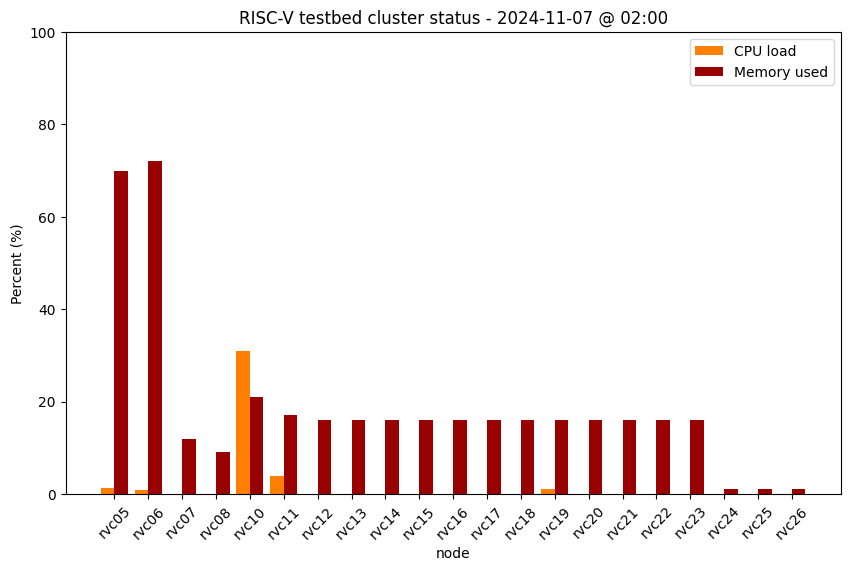 RISC-V testbed cluster status - 2024-11-07 @ 02:00
CPU load
Memory used
Percent (%)
100
80
60
40
20
0
rvc05
rvc06
rvc07
rvc08
rvc10
rvc11
rvc12
rvc13
rvc14
rvc15
rvc16
rvc17
rvc18
rvc19
rvc20
rvc21
rvc22
rvc23
rvc24
rvc25
rvc26
node